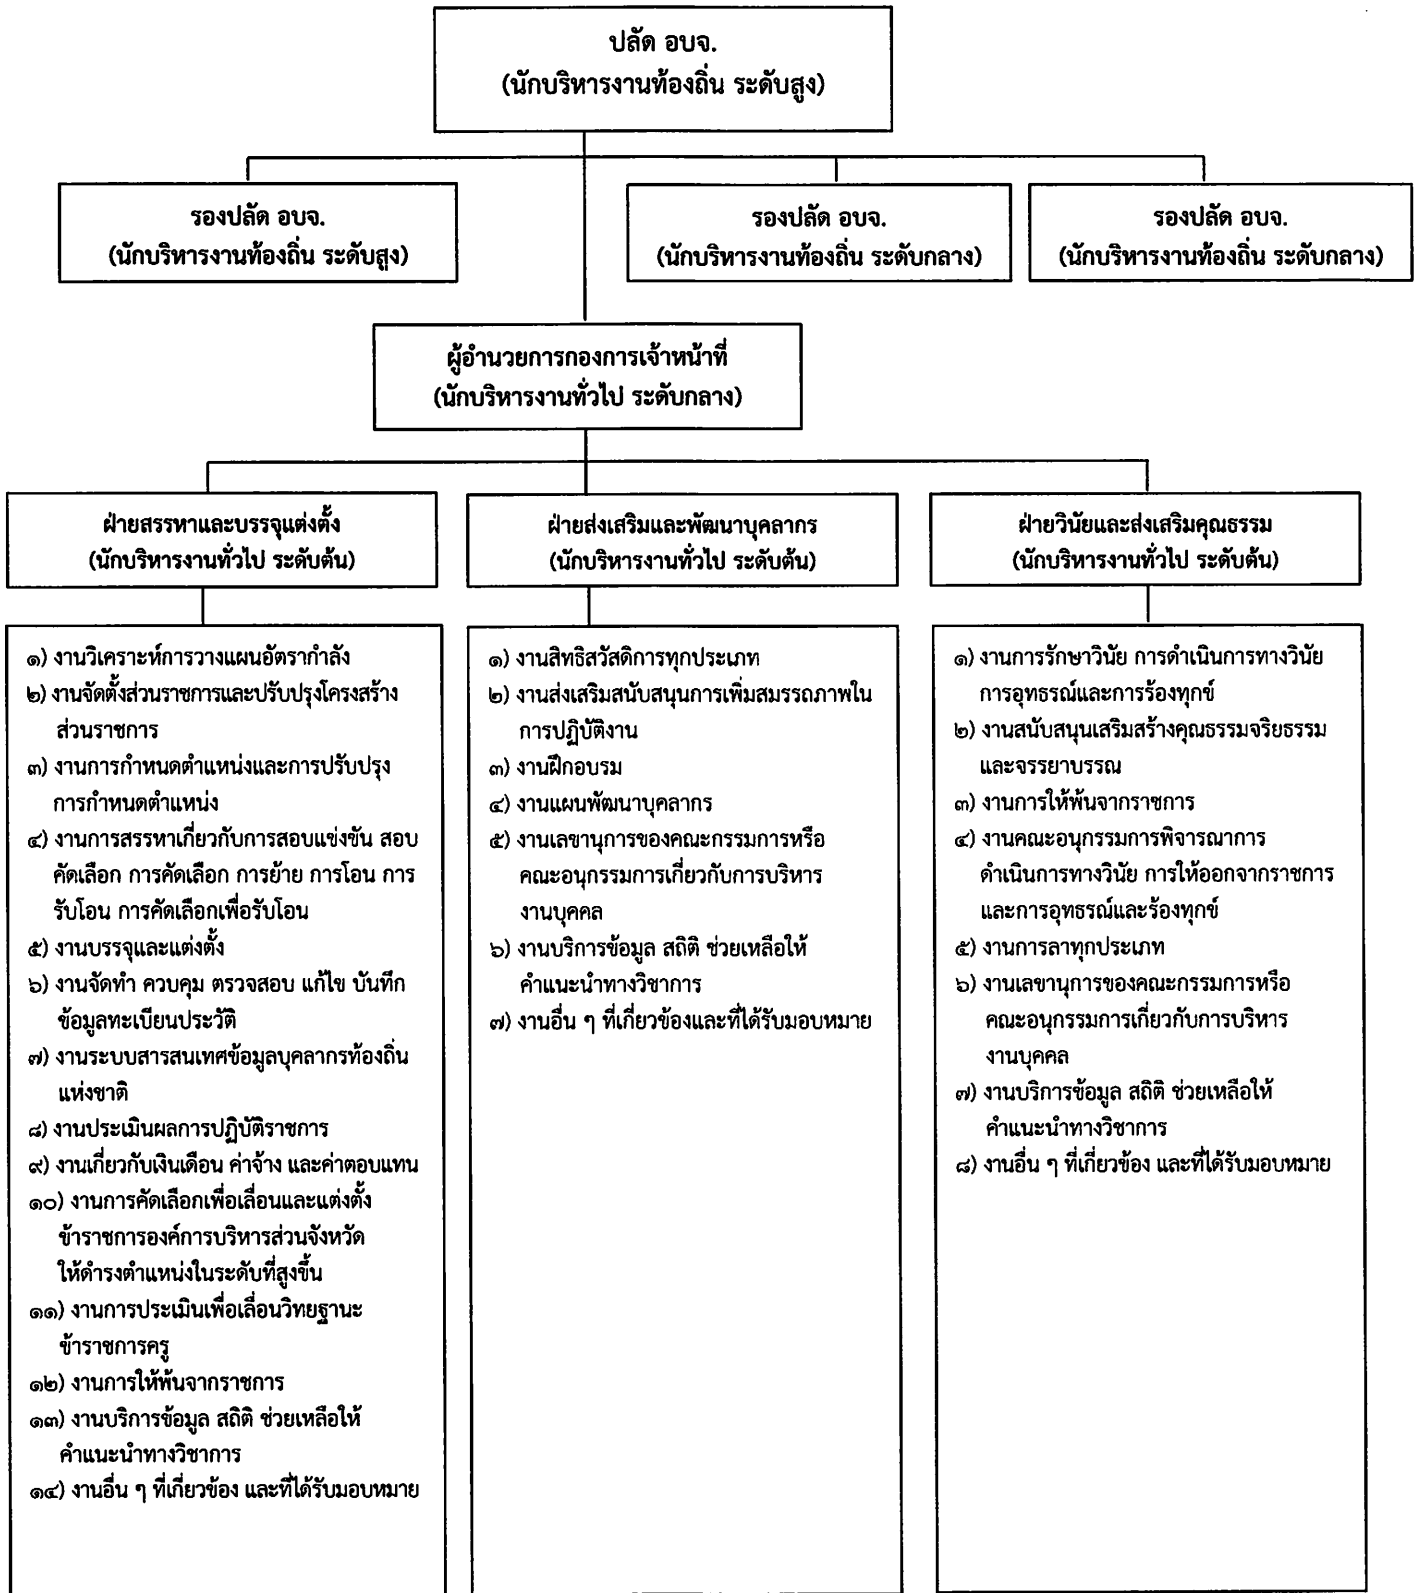 ปลัด อบจ.
(นักบริหารงานท้องถิ่น ระดับสูง)
รองปลัด อบจ.
(นักบริหารงานท้องถิ่น ระดับสูง)
รองปลัด อบจ.
(นักบริหารงานท้องถิ่น ระดับกลาง)
รองปลัด อบจ.
(นักบริหารงานท้องถิ่น ระดับกลาง)
ผู้อำนวยการกองการเจ้าหน้าที่
(นักบริหารงานทั่วไป ระดับกลาง)
ฝ่ายสรรหาและบรรจุแต่งตั้ง
(นักบริหารงานทั่วไป ระดับต้น)
๑) งานวิเคราะห์การวางแผนอัตรากำลัง
๒) งานจัดตั้งส่วนราชการและปรับปรุงโครงสร้าง
ส่วนราชการ
๓) งานการกำหนดตำแหน่งและการปรับปรุง
การกำหนดตำแหน่ง
๔) งานการสรรหาเกี่ยวกับการสอบแข่งขัน สอบ
คัดเลือก การคัดเลือก การย้าย การโอน การ
รับโอน การคัดเลือกเพื่อรับโอน
๕) งานบรรจุและแต่งตั้ง
๖) งานจัดทำ ควบคุม ตรวจสอบ แก้ไข บันทึก
ข้อมูลทะเบียนประวัติ
๗) งานระบบสารสนเทศข้อมูลบุคลากรท้องถิ่น
แห่งชาติ
๘) งานประเมินผลการปฏิบัติราชการ
๙) งานเกี่ยวกับเงินเดือน ค่าจ้าง และค่าตอบแทน
๑๐) งานการคัดเลือกเพื่อเลื่อนและแต่งตั้ง
ข้าราชการองค์การบริหารส่วนจังหวัด
ให้ดำรงตำแหน่งในระดับที่สูงขึ้น
๑๑) งานการประเมินเพื่อเลื่อนวิทยฐานะ
ข้าราชการครู
๑๒) งานการให้พ้นจากราชการ
๑๓) งานบริการข้อมูล สถิติ ช่วยเหลือให้
คำแนะนำทางวิชาการ
๑๔) งานอื่น ๆ ที่เกี่ยวข้อง และที่ได้รับมอบหมาย
ฝ่ายส่งเสริมและพัฒนาบุคลากร
(นักบริหารงานทั่วไป ระดับต้น)
๑) งานสิทธิสวัสดิการทุกประเภท
๒) งานส่งเสริมสนับสนุนการเพิ่มสมรรถภาพใน
การปฏิบัติงาน
๓) งานฝึกอบรม
๔) งานแผนพัฒนาบุคลากร
๕) งานเลขานุการของคณะกรรมการหรือ
คณะอนุกรรมการเกี่ยวกับการบริหาร
งานบุคคล
๖) งานบริการข้อมูล สถิติ ช่วยเหลือให้
คำแนะนำทางวิชาการ
๗) งานอื่น ๆ ที่เกี่ยวข้องและที่ได้รับมอบหมาย
ฝ่ายวินัยและส่งเสริมคุณธรรม
(นักบริหารงานทั่วไป ระดับต้น)
๑) งานการรักษาวินัย การดำเนินการทางวินัย
การอุทธรณ์และการร้องทุกข์
๒) งานสนับสนุนเสริมสร้างคุณธรรมจริยธรรม
และจรรยาบรรณ
๓) งานการให้พ้นจากราชการ
๔) งานคณะอนุกรรมการพิจารณาการ
ดำเนินการทางวินัย การให้ออกจากราชการ
และการอุทธรณ์และร้องทุกข์
๕) งานการลาทุกประเภท
๖) งานเลขานุการของคณะกรรมการหรือ
คณะอนุกรรมการเกี่ยวกับการบริหาร
งานบุคคล
๗) งานบริการข้อมูล สถิติ ช่วยเหลือให้
คำแนะนำทางวิชาการ
๘) งานอื่น ๆ ที่เกี่ยวข้อง และที่ได้รับมอบหมาย